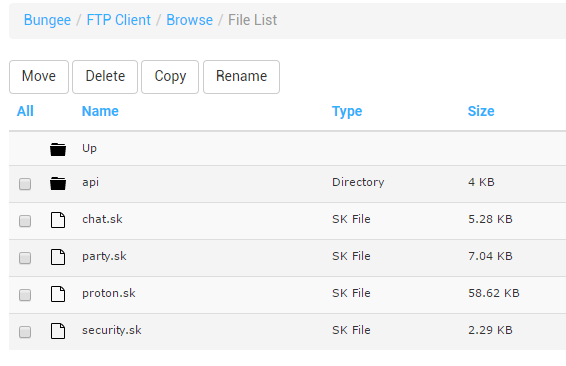 Bungee / FTP Client / Browse / File List
Move Delete Copy Rename
All Name Type Size
Up
api Directory 4 KB
chat.sk SK File 5.28 KB
party.sk SK File 7.04 KB
proton.sk SK File 58.62 KB
security.sk SK File 2.29 KB